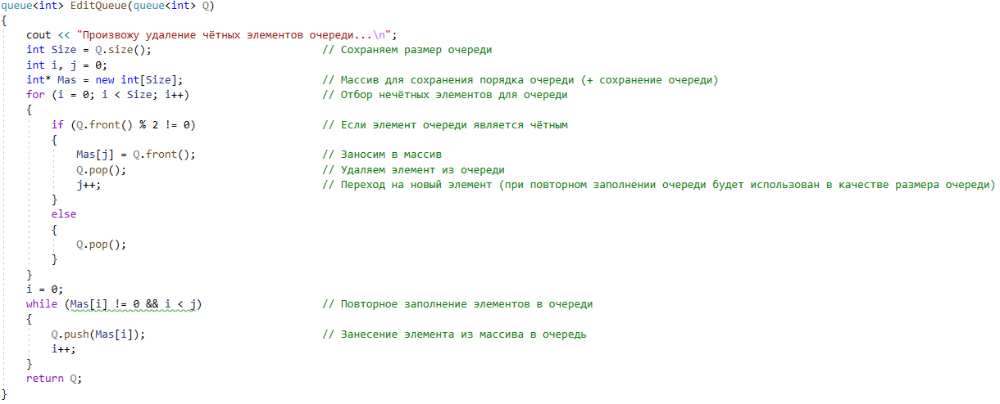 queue<int> EditQueue(queue<int> Q)
{
cout << "Произвожу удаление чётных элементов очереди...\n";
int Size = Q.size(); // Сохраняем размер очереди
int i, j = 0;
int* Mas = new int[Size]; // Массив для сохранения порядка очереди (+ сохранение очереди)
for (i = 0; i < Size; i++) // Отбор нечётных элементов для очереди
{
if (Q.front() % 2 != 0) // Если элемент очереди является чётным
{
Mas[j] = Q.front(); // Заносим в массив
Q.pop(); // Удаляем элемент из очереди
j++; // Переход на новый элемент (при повторном заполнении очереди будет использован в качестве размера очереди)
}
else
{
Q.pop();
}
}
i = 0;
while (Mas[i] != 0 && i < j) // Повторное заполнение элементов в очереди
{
Q.push(Mas[i]); // Занесение элемента из массива в очередь
i++;
}
return Q;
}